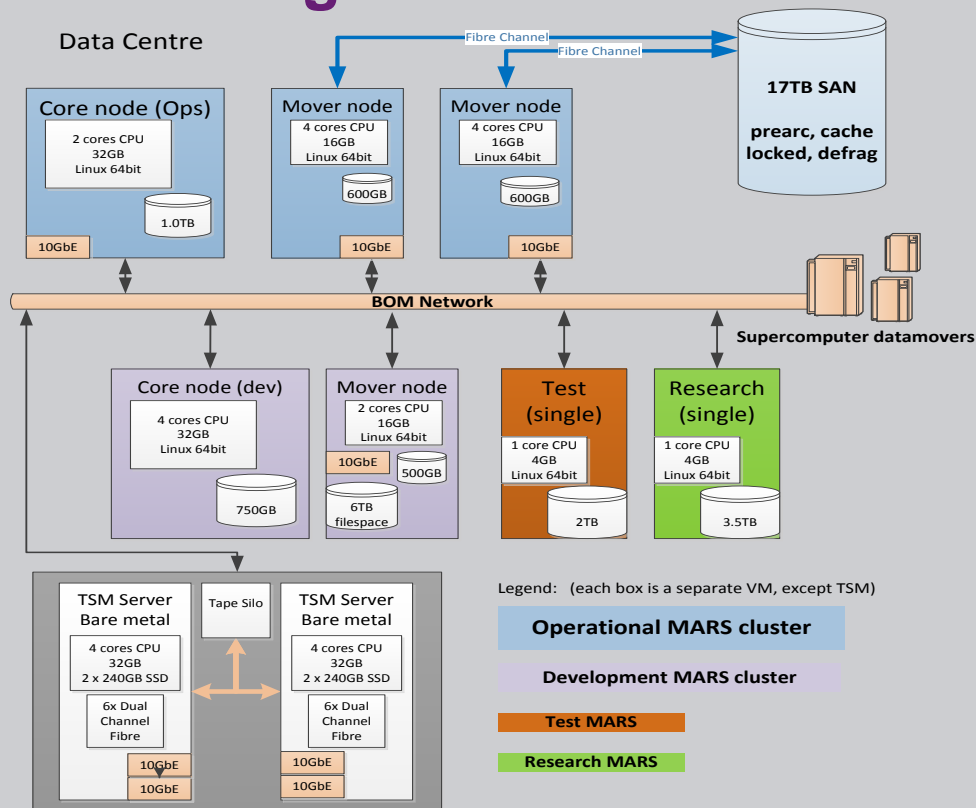 g
Data Centre
Fibre Channel
Fibre Channel
17TB SAN
prearc, cache
locked, defrag
Core node (Ops)
2 cores CPU
32GB
Linux 64bit
1.0TB
10GbE
Mover node
4 cores CPU
16GB
Linux 64bit
600GB
10GbE
Mover node
4 cores CPU
16GB
Linux 64bit
600GB
10GbE
BOM Network
Supercomputer datamovers
Core node (dev)
4 cores CPU
32GB
Linux 64bit
750GB
Mover node
2 cores CPU
16GB
Linux 64bit
10GbE
500GB
6TB
filespace
Test
(single)
1 core CPU
4GB
Linux 64bit
2TB
Research
(single)
1 core CPU
4GB
Linux 64bit
3.5TB
TSM Server
Bare metal
4 cores CPU
32GB
2 x 240GB SSD
6x Dual
Channel
Fibre
10GbE
10GbE
Tape Silo
TSM Server
Bare metal
4 cores CPU
32GB
2 x 240GB SSD
6x Dual
Channel
Fibre
10GbE
10GbE
Legend: (each box is a separate VM, except TSM)
Operational MARS cluster
Development MARS cluster
Test MARS
Research MARS